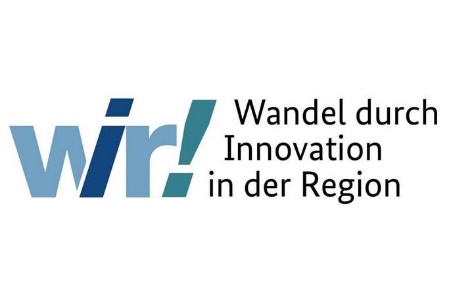 wir!
Wandel durch
Innovation
in der Region